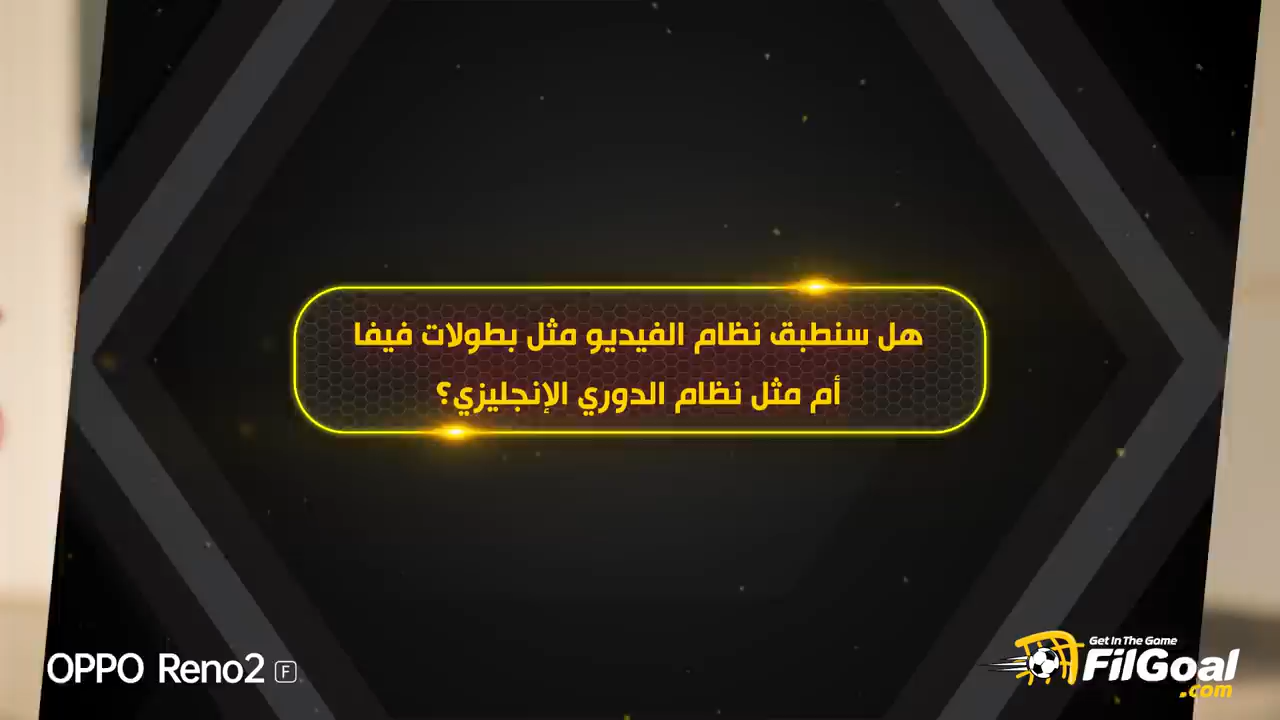 هل سنطبق نظام الفيديو مثل بطولات فيفا
أم مثل نظام الدوري الإنجليزي؟
OPPO Reno2 F
Get In The Game
FilGoal
.com